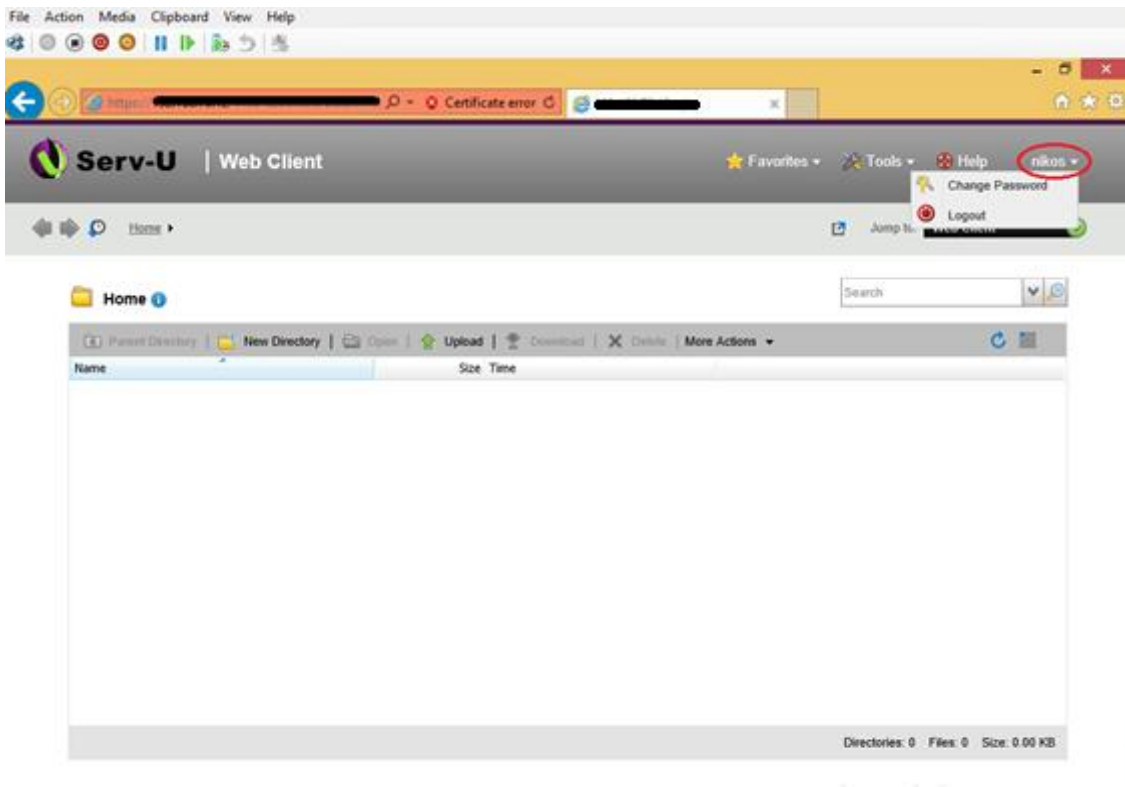 File Action Media Clipboard View Help
Certificate error
Serv-U | Web Client
Favorites Tools Help nikos
Change Password
Logout
Home
Jump to: Web Client
Home
Search
Parent Directory | New Directory | Open | Upload | Download | Delete | More Actions
Name Size Time
Directories: 0 Files: 0 Size: 0.00 KB